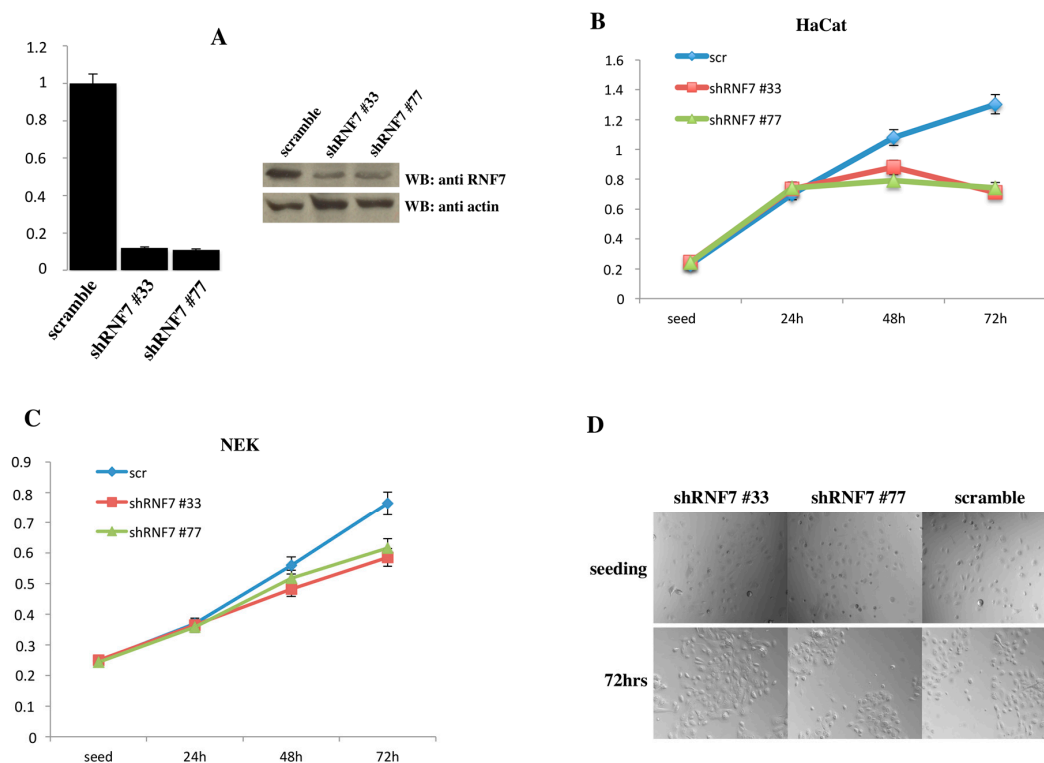 A
1.2
1
0.8
0.6
0.4
0.2
0
scramble
shRNF7 #33
shRNF7 #77
scramble
shRNF7 #33
shRNF7 #77
WB: anti RNF7
WB: anti actin
B
HaCat
scr
shRNF7 #33
shRNF7 #77
1.6
1.4
1.2
1
0.8
0.6
0.4
0.2
0
seed 24h 48h 72h
C
NEK
scr
shRNF7 #33
shRNF7 #77
0.9
0.8
0.7
0.6
0.5
0.4
0.3
0.2
0.1
0
seed 24h 48h 72h
D
shRNF7 #33 shRNF7 #77 scramble
seeding
72hrs